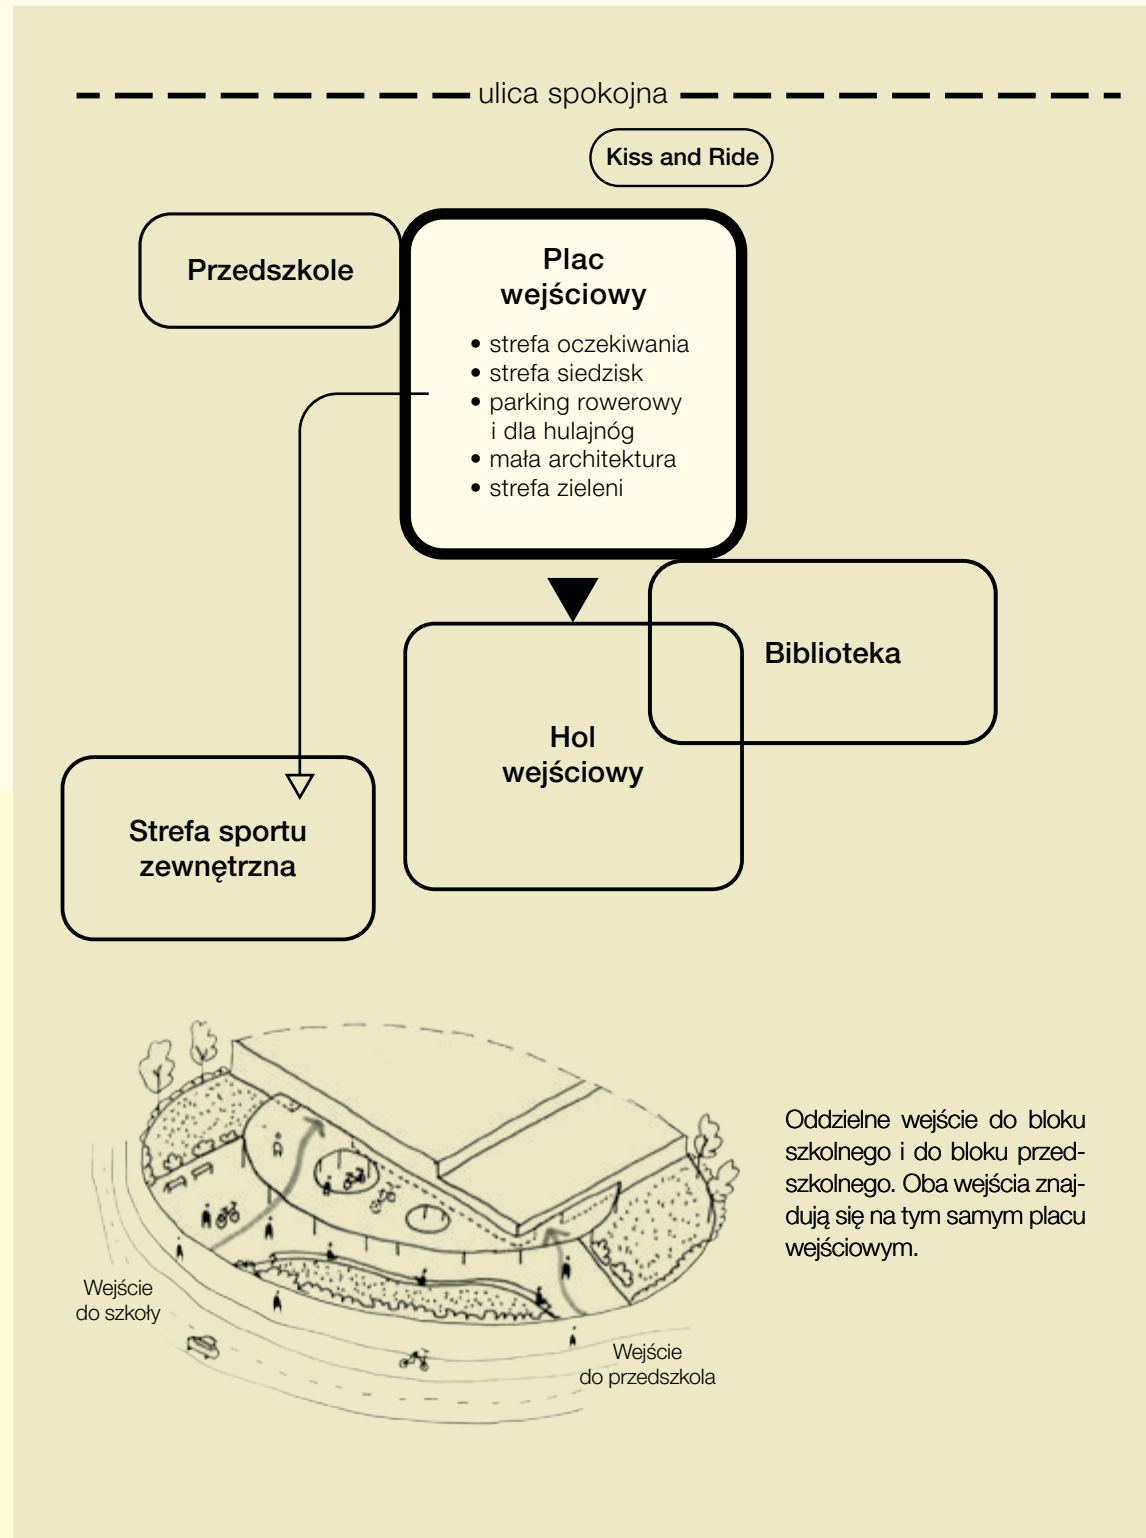 ulica spokojna
Kiss and Ride
Przedszkole
Plac
wejściowy
• strefa oczekiwania
• strefa siedzisk
• parking rowerowy
i dla hulajnóg
• mała architektura
• strefa zieleni
Biblioteka
Hol
wejściowy
Strefa sportu
zewnętrzna
Oddzielne wejście do bloku
szkolnego i do bloku przed-
szkolnego. Oba wejścia znaj-
dują się na tym samym placu
wejściowym.
Wejście
do szkoły
Wejście
do przedszkola